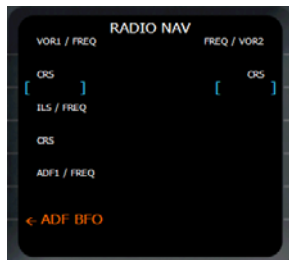 RADIO NAV
VOR1 / FREQ FREQ / VOR2
CRS CRS
[ ] [ ]
ILS / FREQ
CRS
ADF1 / FREQ
← ADF BFO